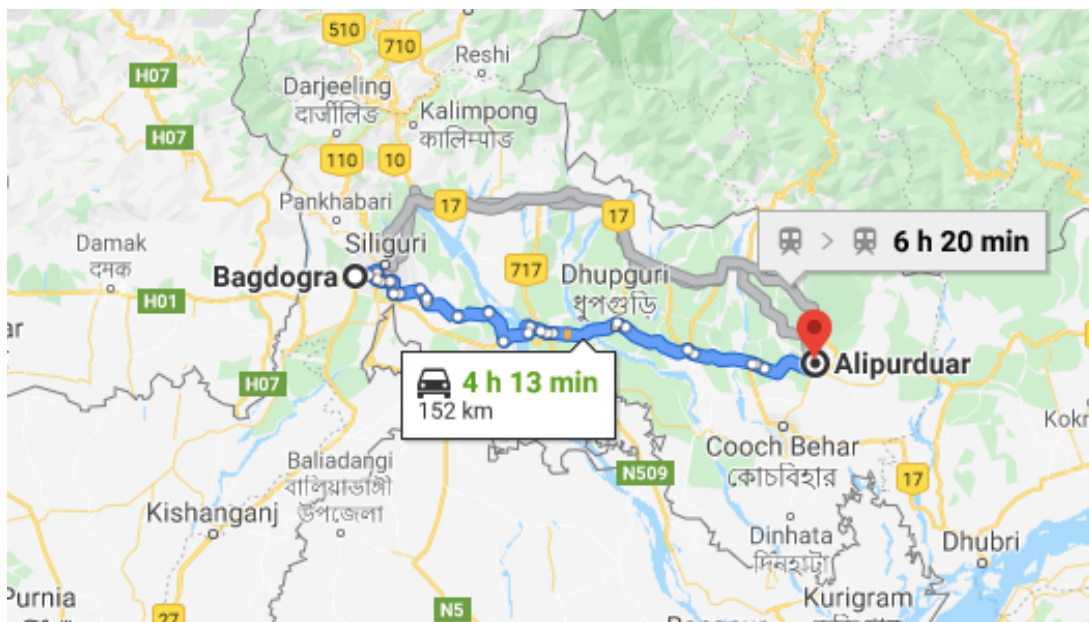 510
710
Reshi
H07
Darjeeling
দার্জীলিঙ
Kalimpong
कालिम्पोंङ
H07
110
10
Pankhabari
17
17
Siliguri
6 h 20 min
Damak
दमक
Bagdogra
717
Dhupguri
ধুপগুড়ি
H01
ar
4 h 13 min
152 km
Alipurduar
H07
Kokr
Cooch Behar
কোচবিহার
Baliadangi
বালিয়াডাঙ্গী
উপজেলা
N509
17
Kishanganj
Dinhata
দিনহাটা
Dhubri
Purnia
N5
Kurigram
27